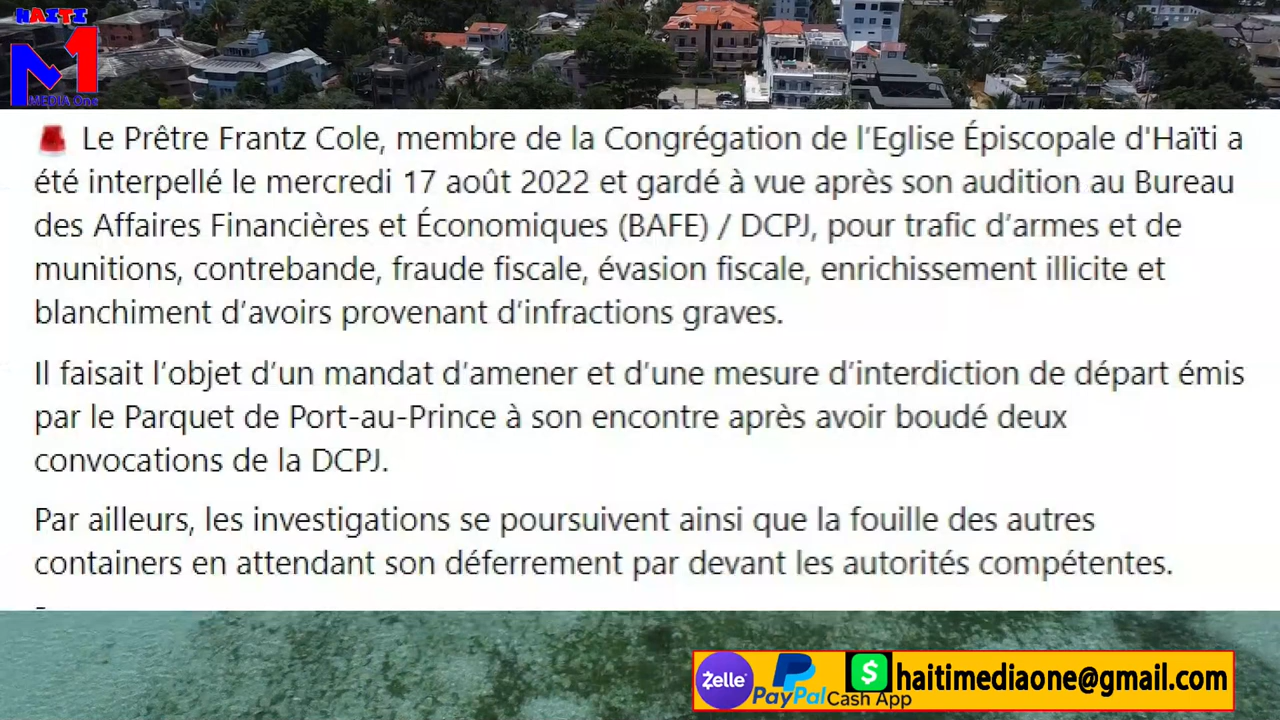 HAITI
M1
MEDIA One
🚨 Le Prêtre Frantz Cole, membre de la Congrégation de l’Eglise Épiscopale d'Haïti a
été interpellé le mercredi 17 août 2022 et gardé à vue après son audition au Bureau
des Affaires Financières et Économiques (BAFE) / DCPJ, pour trafic d’armes et de
munitions, contrebande, fraude fiscale, évasion fiscale, enrichissement illicite et
blanchiment d’avoirs provenant d’infractions graves.
Il faisait l’objet d’un mandat d’amener et d’une mesure d’interdiction de départ émis
par le Parquet de Port-au-Prince à son encontre après avoir boudé deux
convocations de la DCPJ.
Par ailleurs, les investigations se poursuivent ainsi que la fouille des autres
containers en attendant son déferrement par devant les autorités compétentes.
Zelle PayPal $ Cash App haitimediaone@gmail.com